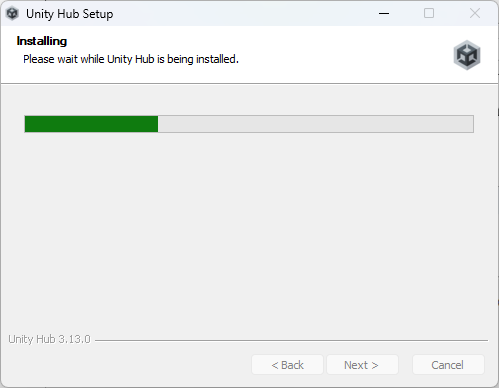 Unity Hub Setup
Installing
Please wait while Unity Hub is being installed.
Unity Hub 3.13.0
< Back
Next >
Cancel